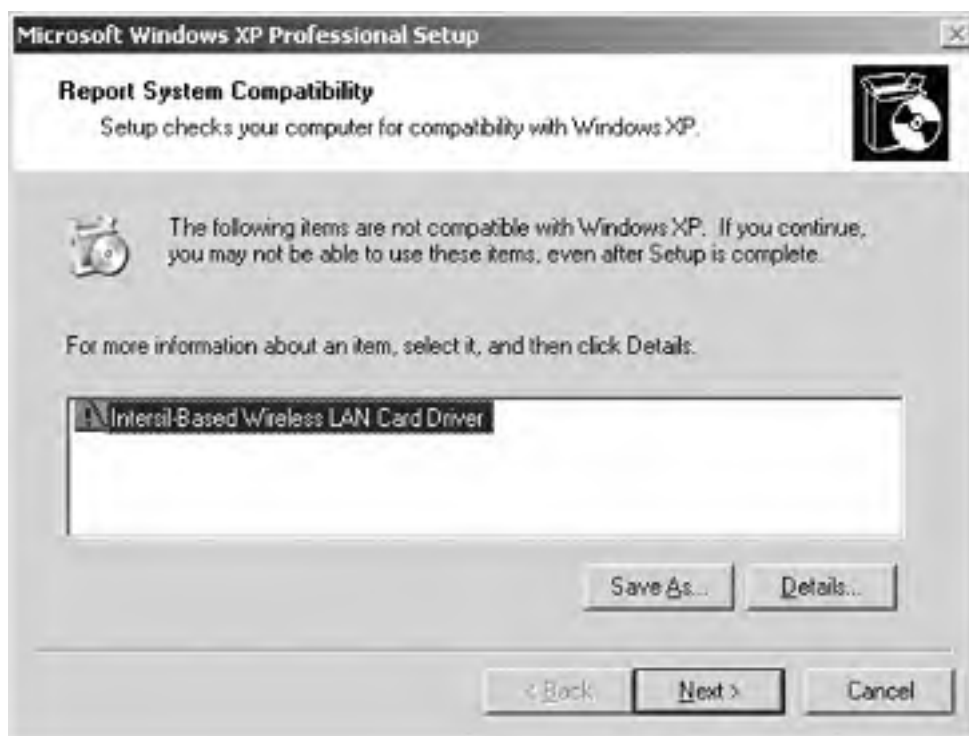 Microsoft Windows XP Professional Setup
Report System Compatibility
Setup checks your computer for compatibility with Windows XP.
The following items are not compatible with Windows XP. If you continue,
you may not be able to use these items, even after Setup is complete.
For more information about an item, select it, and then click Details.
Intersil-Based Wireless LAN Card Driver
Save As...
Details...
< Back
Next >
Cancel